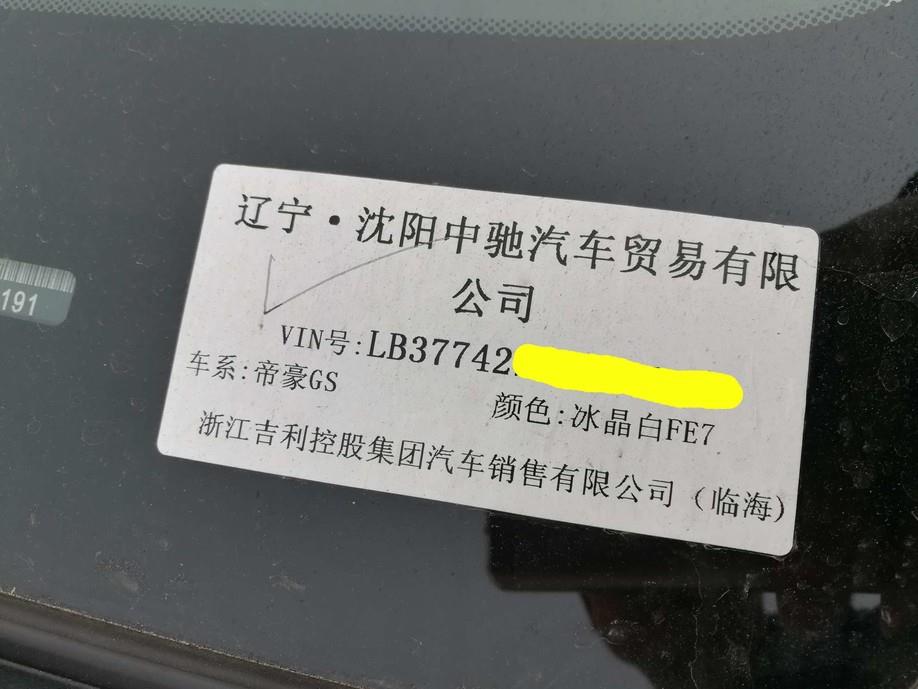 辽宁·沈阳中驰汽车贸易有限
公司
VIN号:LB37742
车系:帝豪GS
颜色:冰晶白FE7
浙江吉利控股集团汽车销售有限公司（临海)
191